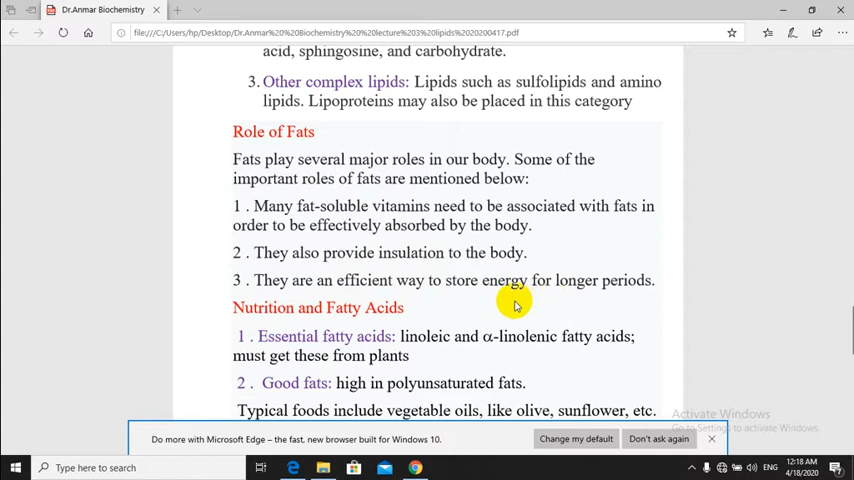 Dr.Anmar Biochemistry
file:///C:/Users/hp/Desktop/Dr.Anmar%20%20Biochemistry%20%20lecture%203%20lipids%2020200417.pdf
acid, sphingosine, and carbohydrate.
3. Other complex lipids: Lipids such as sulfolipids and amino
lipids. Lipoproteins may also be placed in this category
Role of Fats
Fats play several major roles in our body. Some of the
important roles of fats are mentioned below:
1 . Many fat-soluble vitamins need to be associated with fats in
order to be effectively absorbed by the body.
2 . They also provide insulation to the body.
3 . They are an efficient way to store energy for longer periods.
Nutrition and Fatty Acids
1 . Essential fatty acids: linoleic and α-linolenic fatty acids;
must get these from plants
2 . Good fats: high in polyunsaturated fats.
Typical foods include vegetable oils, like olive, sunflower, etc.
Activate Windows
Go to Settings to activate Windows.
Do more with Microsoft Edge – the fast, new browser built for Windows 10.
Change my default
Don't ask again
Type here to search
ENG
12:18 AM
4/18/2020